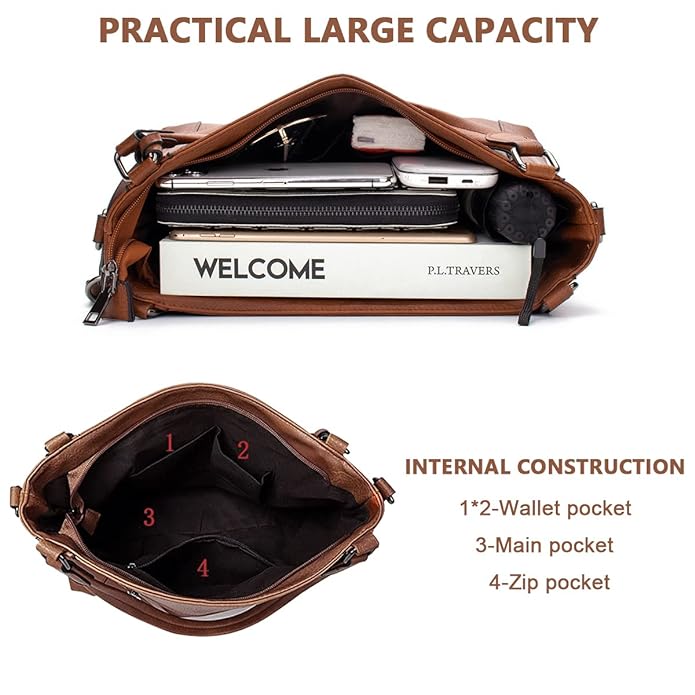 PRACTICAL LARGE CAPACITY
WELCOME
P.L.TRAVERS
1
2
3
4
INTERNAL CONSTRUCTION
1*2-Wallet pocket
3-Main pocket
4-Zip pocket